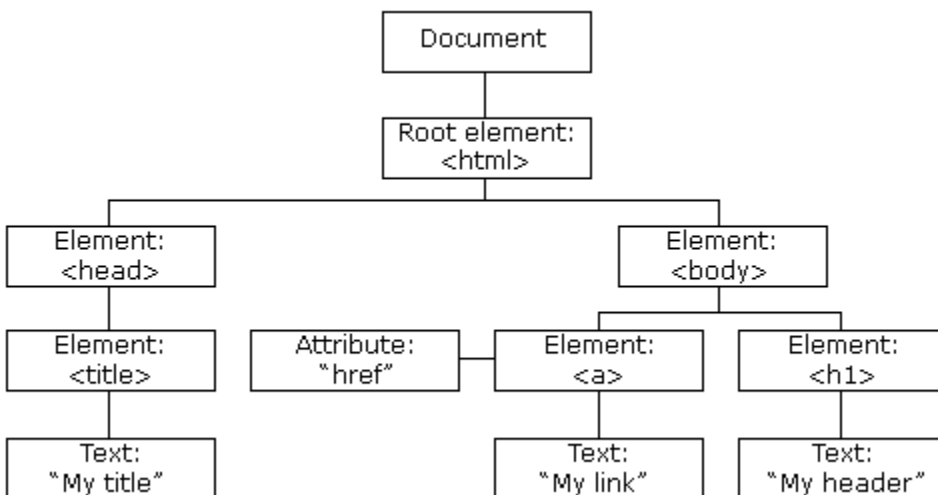 Document
Root element:
<html>
Element:
<head>
Element:
<body>
Element:
<title>
Attribute:
“href”
Element:
<a>
Element:
<h1>
Text:
“My title”
Text:
“My link”
Text:
“My header”